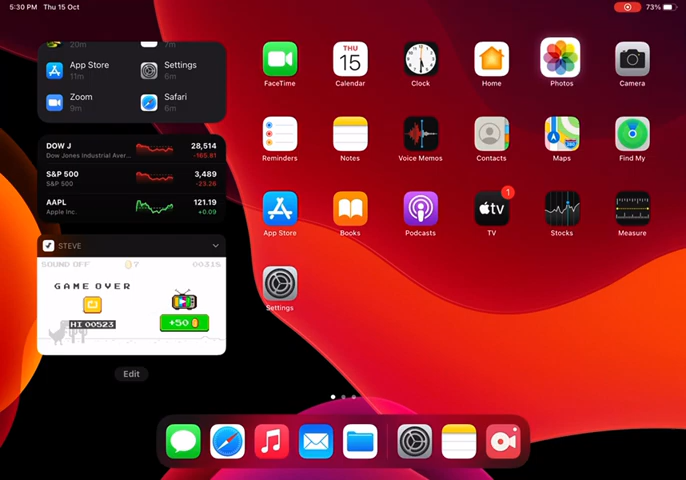 5:30 PM Thu 15 Oct
73%
20m
7m
App Store
11m
Settings
6m
Zoom
9m
Safari
6m
DOW J
Dow Jones Industrial Aver...
28,514
-165.81
S&P 500
S&P 500
3,489
-23.26
AAPL
Apple Inc.
121.19
+0.09
STEVE
SOUND OFF
7
0031%
GAME OVER
HI 00523
+50
Edit
THU
15
FaceTime
Calendar
Clock
Home
Photos
Camera
Reminders
Notes
Voice Memos
Contacts
Maps
Find My
tv
1
App Store
Books
Podcasts
TV
Stocks
Measure
Settings